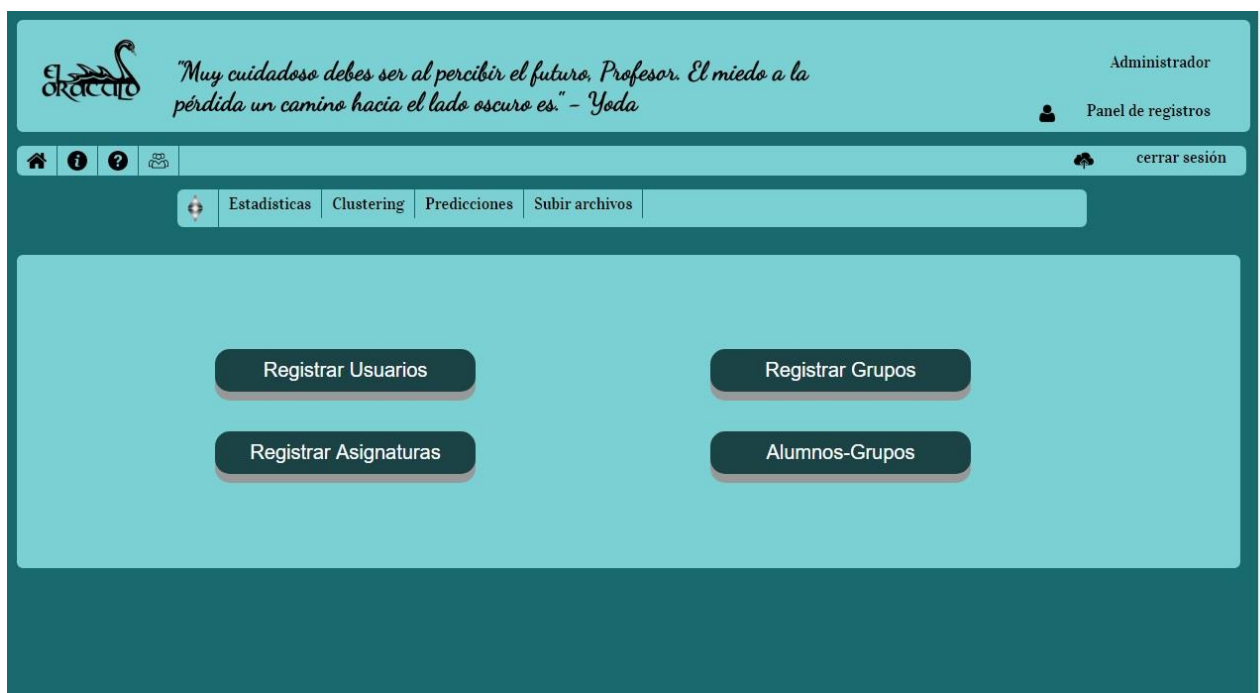 EL
ORACULO
"Muy cuidadoso debes ser al percibir el futuro, Profesor. El miedo a la
pérdida un camino hacia el lado oscuro es." - Yoda
Administrador
Panel de registros
cerrar sesión
Estadísticas Clustering Predicciones Subir archivos
Registrar Usuarios Registrar Grupos
Registrar Asignaturas Alumnos-Grupos